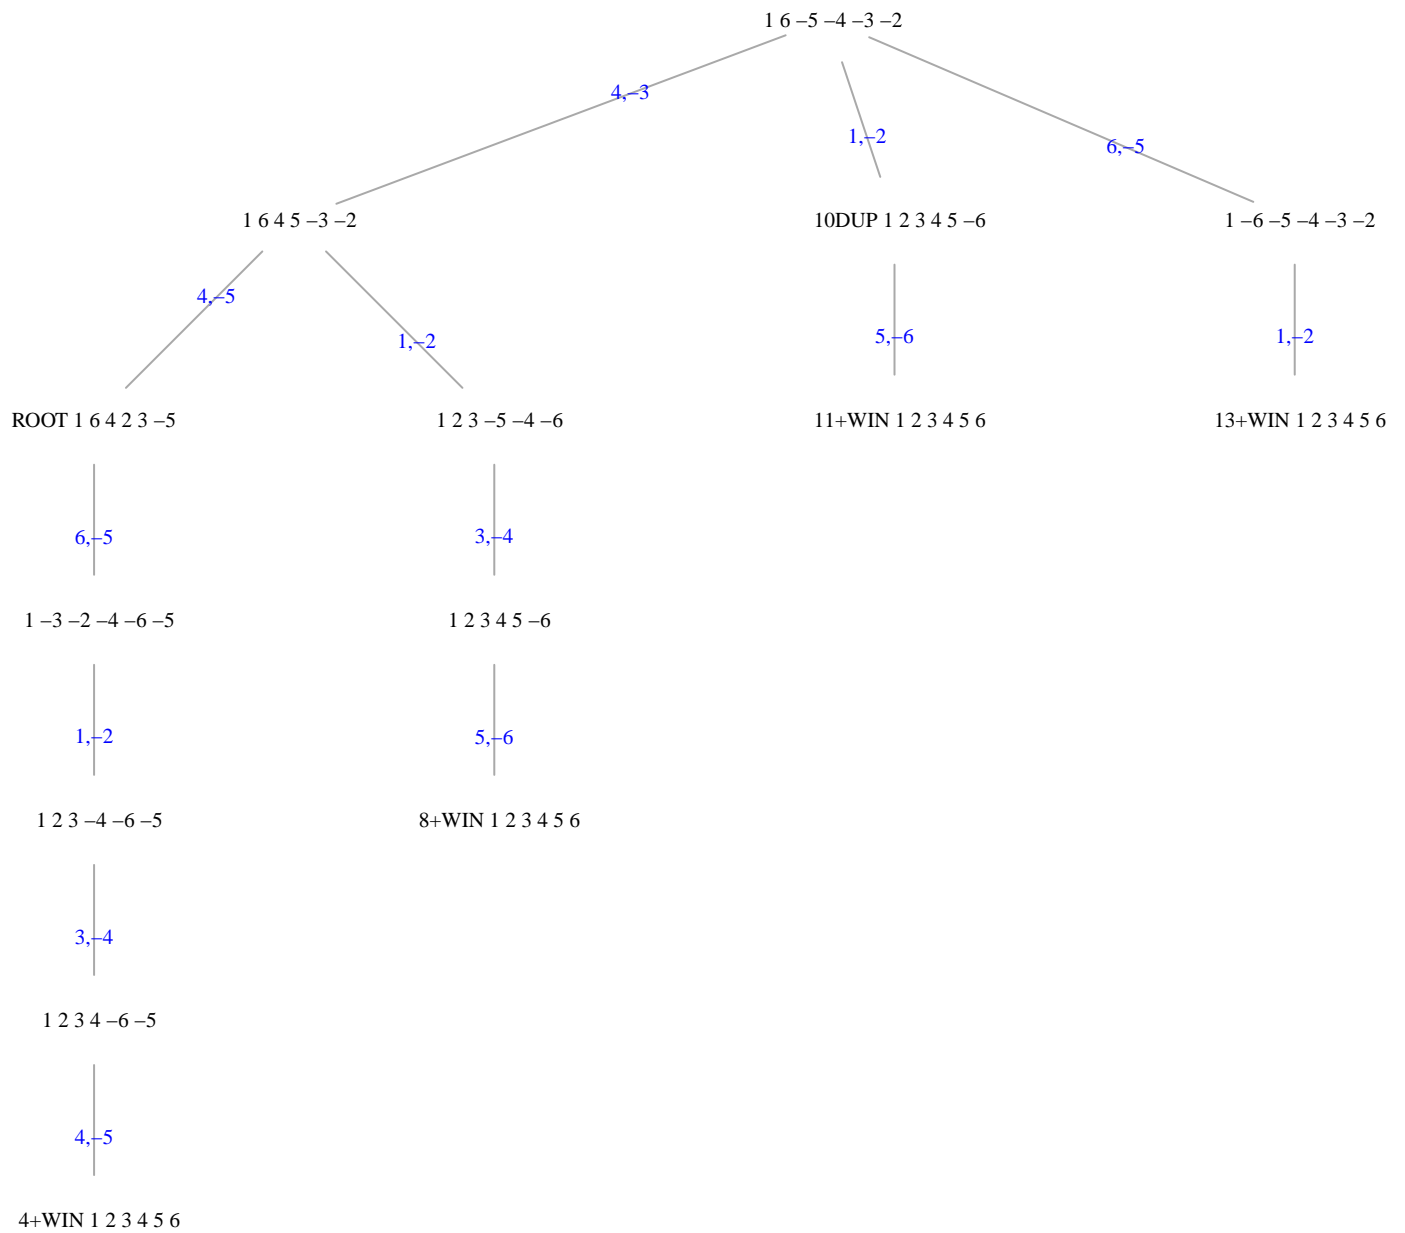 1 6 –5 –4 –3 –2
4,–3
1,–2
6,–5
1 6 4 5 –3 –2
10DUP 1 2 3 4 5 –6
1 –6 –5 –4 –3 –2
4,–5
1,–2
5,–6
1,–2
ROOT 1 6 4 2 3 –5
1 2 3 –5 –4 –6
11+WIN 1 2 3 4 5 6
13+WIN 1 2 3 4 5 6
6,–5
3,–4
1 –3 –2 –4 –6 –5
1 2 3 4 5 –6
1,–2
5,–6
1 2 3 –4 –6 –5
8+WIN 1 2 3 4 5 6
3,–4
1 2 3 4 –6 –5
4,–5
4+WIN 1 2 3 4 5 6